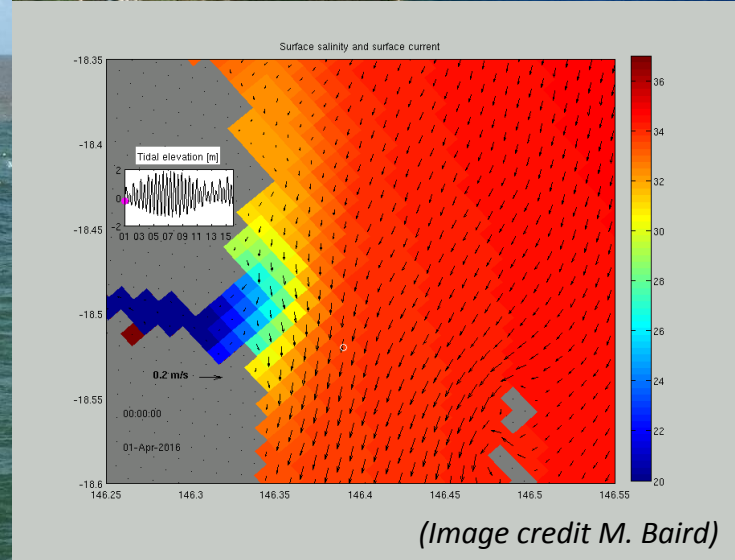 Surface salinity and surface current
-18.35
-18.4
-18.45
-18.5
-18.55
-18.6
146.25 146.3 146.35 146.4 146.45 146.5 146.55
Tidal elevation [m]
2
0
-2
01 03 05 07 09 11 13 15
0.2 m/s
00:00:00
01-Apr-2016
36
34
32
30
28
26
24
22
20
(Image credit M. Baird)